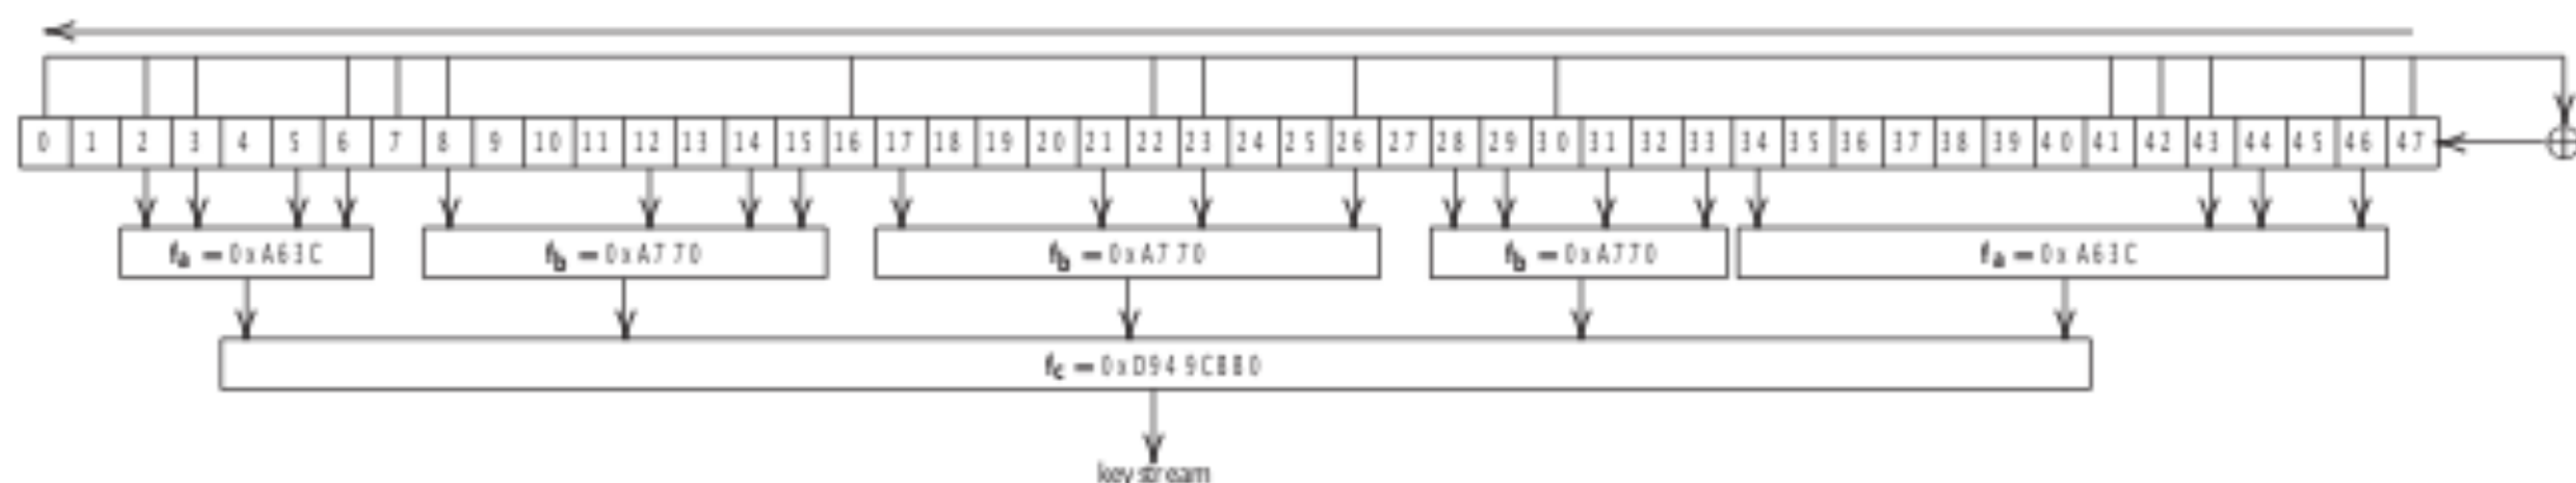 0 1 2 3 4 5 6 7 8 9 10 11 12 13 14 15 16 17 18 19 20 21 22 23 24 25 26 27 28 29 30 31 32 33 34 35 36 37 38 39 40 41 42 43 44 45 46 47
fa = 0xA63C fb = 0xA770 fb = 0xA770 fb = 0xA770 fa = 0xA63C
fc = 0xD949CBB0
keystream